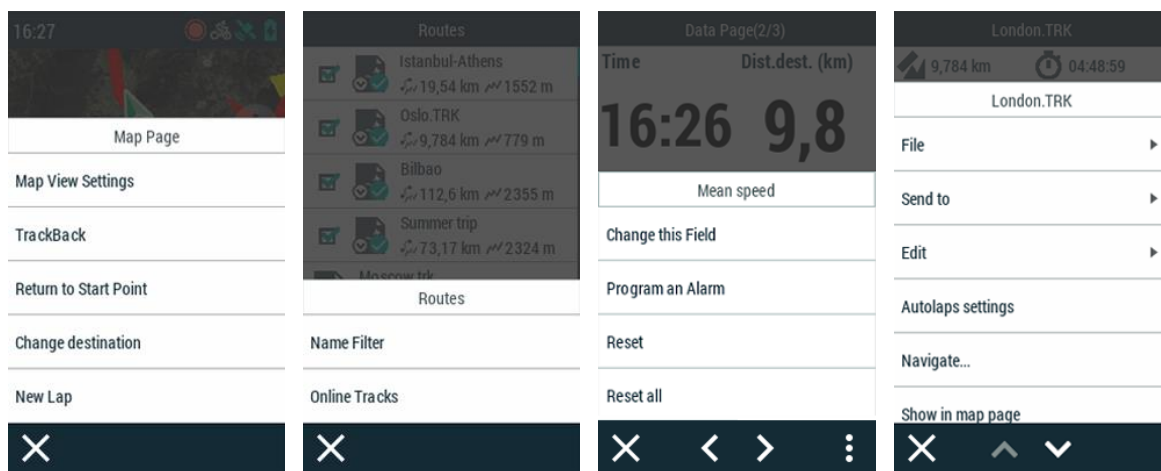 16:27
Map Page
Map View Settings
TrackBack
Return to Start Point
Change destination
New Lap
Routes
Istanbul-Athens
19,54 km 1552 m
Oslo.TRK
9,784 km 779 m
Bilbao
112,6 km 2355 m
Summer trip
73,17 km 2324 m
Moscow.trk
Routes
Name Filter
Online Tracks
Data Page(2/3)
Time Dist.dest. (km)
16:26 9,8
Mean speed
Change this Field
Program an Alarm
Reset
Reset all
London.TRK
9,784 km 04:48:59
London.TRK
File
Send to
Edit
Autolaps settings
Navigate...
Show in map page